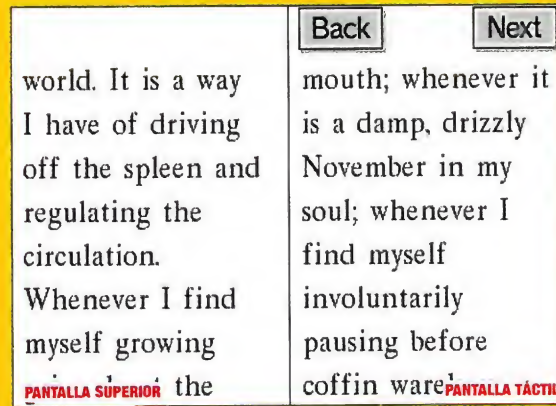 world. It is a way
I have of driving
off the spleen and
regulating the
circulation.
Whenever I find
myself growing
the
PANTALLA SUPERIOR
Back Next
mouth; whenever it
is a damp, drizzly
November in my
soul; whenever I
find myself
involuntarily
pausing before
coffin
PANTALLA TÁCTIL